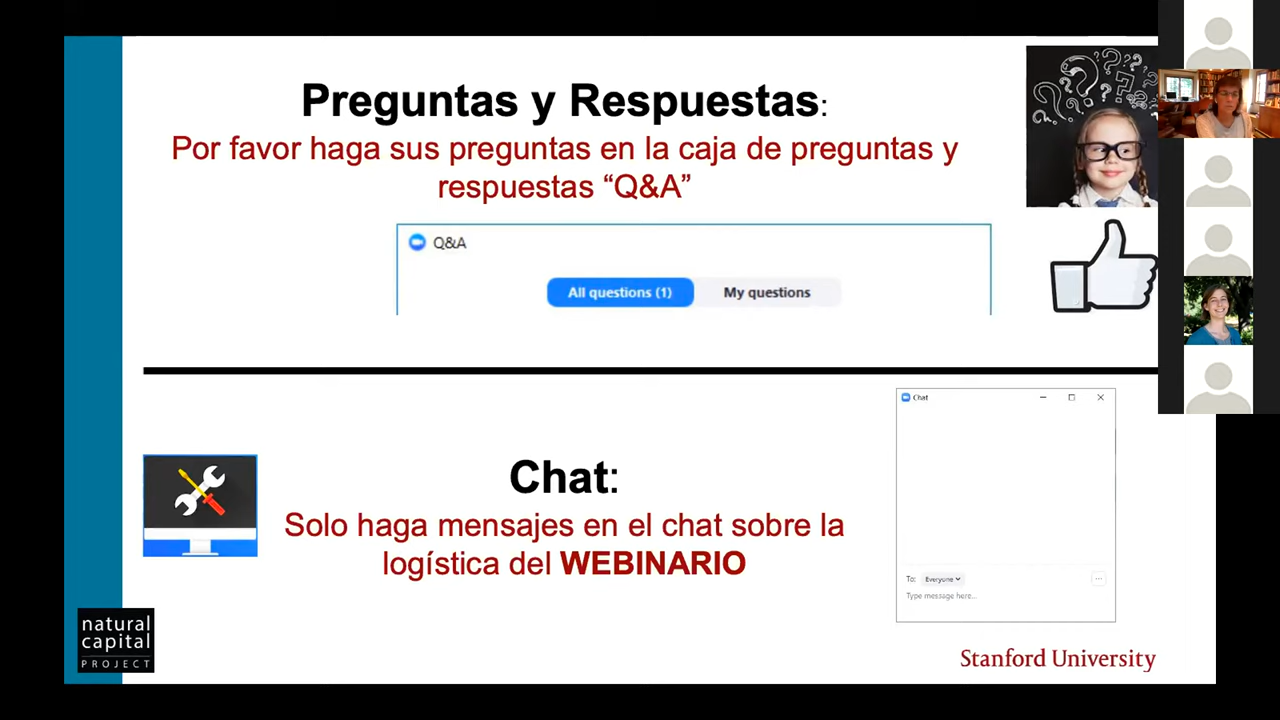 Preguntas y Respuestas:
Por favor haga sus preguntas en la caja de preguntas y
respuestas “Q&A”
Q&A
All questions (1)
My questions
Chat
Chat:
Solo haga mensajes en el chat sobre la
logística del WEBINARIO
To: Everyone
Type message here...
natural
capital
PROJECT
Stanford University